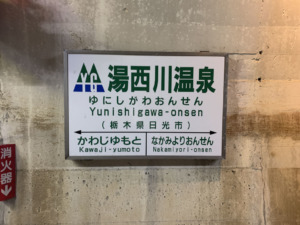 湯西川温泉
ゆにしがわおんせん
Yunishigawa-onsen
(栃木県日光市)
かわじゆもと
Kawaji-yumoto
なかみよりおんせん
Nakamiyori-onsen
消火器